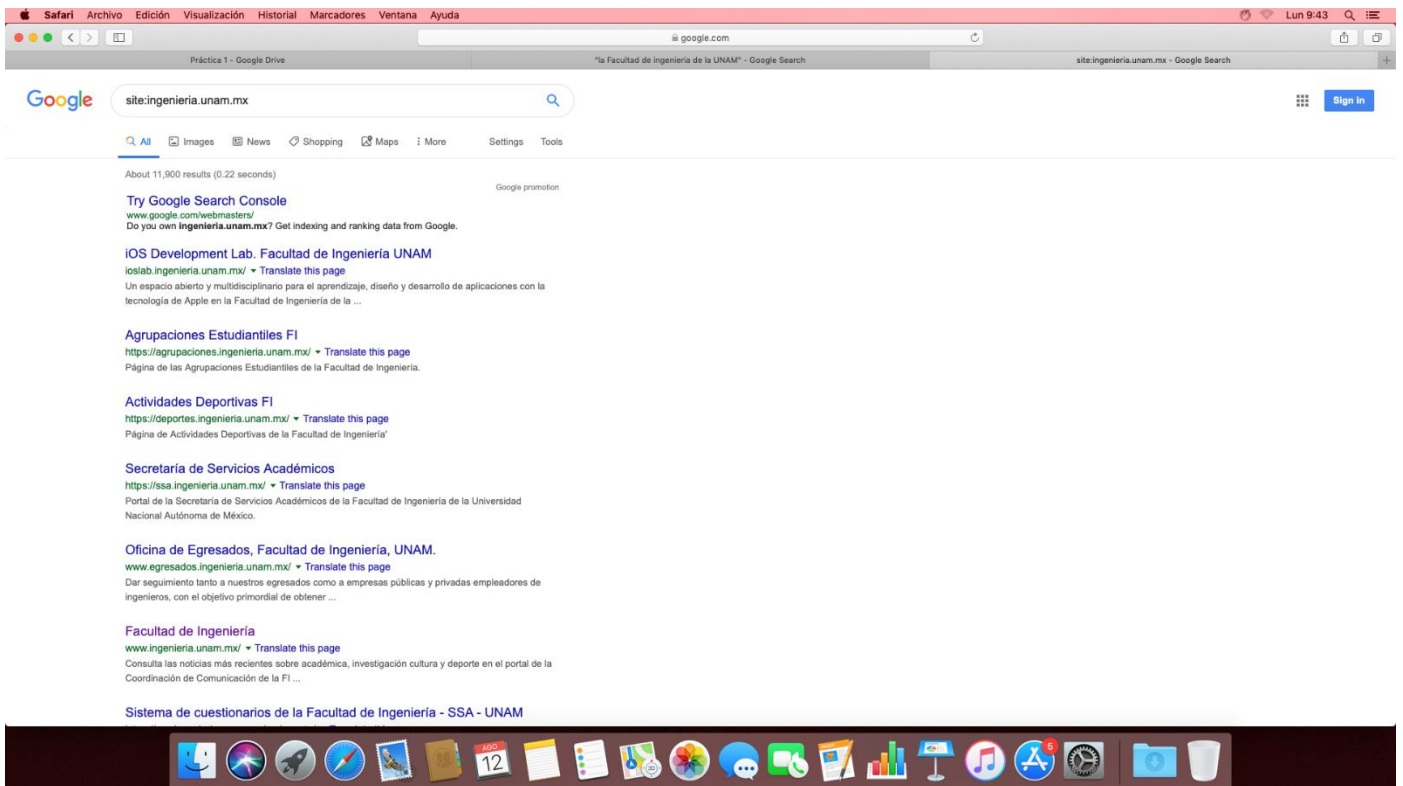 Safari Archivo Edición Visualización Historial Marcadores Ventana Ayuda Lun 9:43
google.com
Práctica 1 - Google Drive "la Facultad de ingenieria de la UNAM" - Google Search site:ingenieria.unam.mx - Google Search
Google site:ingenieria.unam.mx Sign in
All Images News Shopping Maps More Settings Tools
About 11,900 results (0.22 seconds)
Google promotion
Try Google Search Console
www.google.com/webmasters/
Do you own ingenieria.unam.mx? Get indexing and ranking data from Google.
iOS Development Lab. Facultad de Ingeniería UNAM
ioslab.ingenieria.unam.mx/ Translate this page
Un espacio abierto y multidisciplinario para el aprendizaje, diseño y desarrollo de aplicaciones con la
tecnología de Apple en la Facultad de Ingeniería de la ...
Agrupaciones Estudiantiles FI
https://agrupaciones.ingenieria.unam.mx/ Translate this page
Página de las Agrupaciones Estudiantiles de la Facultad de Ingeniería.
Actividades Deportivas FI
https://deportes.ingenieria.unam.mx/ Translate this page
Página de Actividades Deportivas de la Facultad de Ingeniería'
Secretaría de Servicios Académicos
https://ssa.ingenieria.unam.mx/ Translate this page
Portal de la Secretaría de Servicios Académicos de la Facultad de Ingeniería de la Universidad
Nacional Autónoma de México.
Oficina de Egresados, Facultad de Ingeniería, UNAM.
www.egresados.ingenieria.unam.mx/ Translate this page
Dar seguimiento tanto a nuestros egresados como a empresas públicas y privadas empleadores de
ingenieros, con el objetivo primordial de obtener ...
Facultad de Ingeniería
www.ingenieria.unam.mx/ Translate this page
Consulta las noticias más recientes sobre académica, investigación cultura y deporte en el portal de la
Coordinación de Comunicación de la FI ...
Sistema de cuestionarios de la Facultad de Ingeniería - SSA - UNAM
AGO
12
5